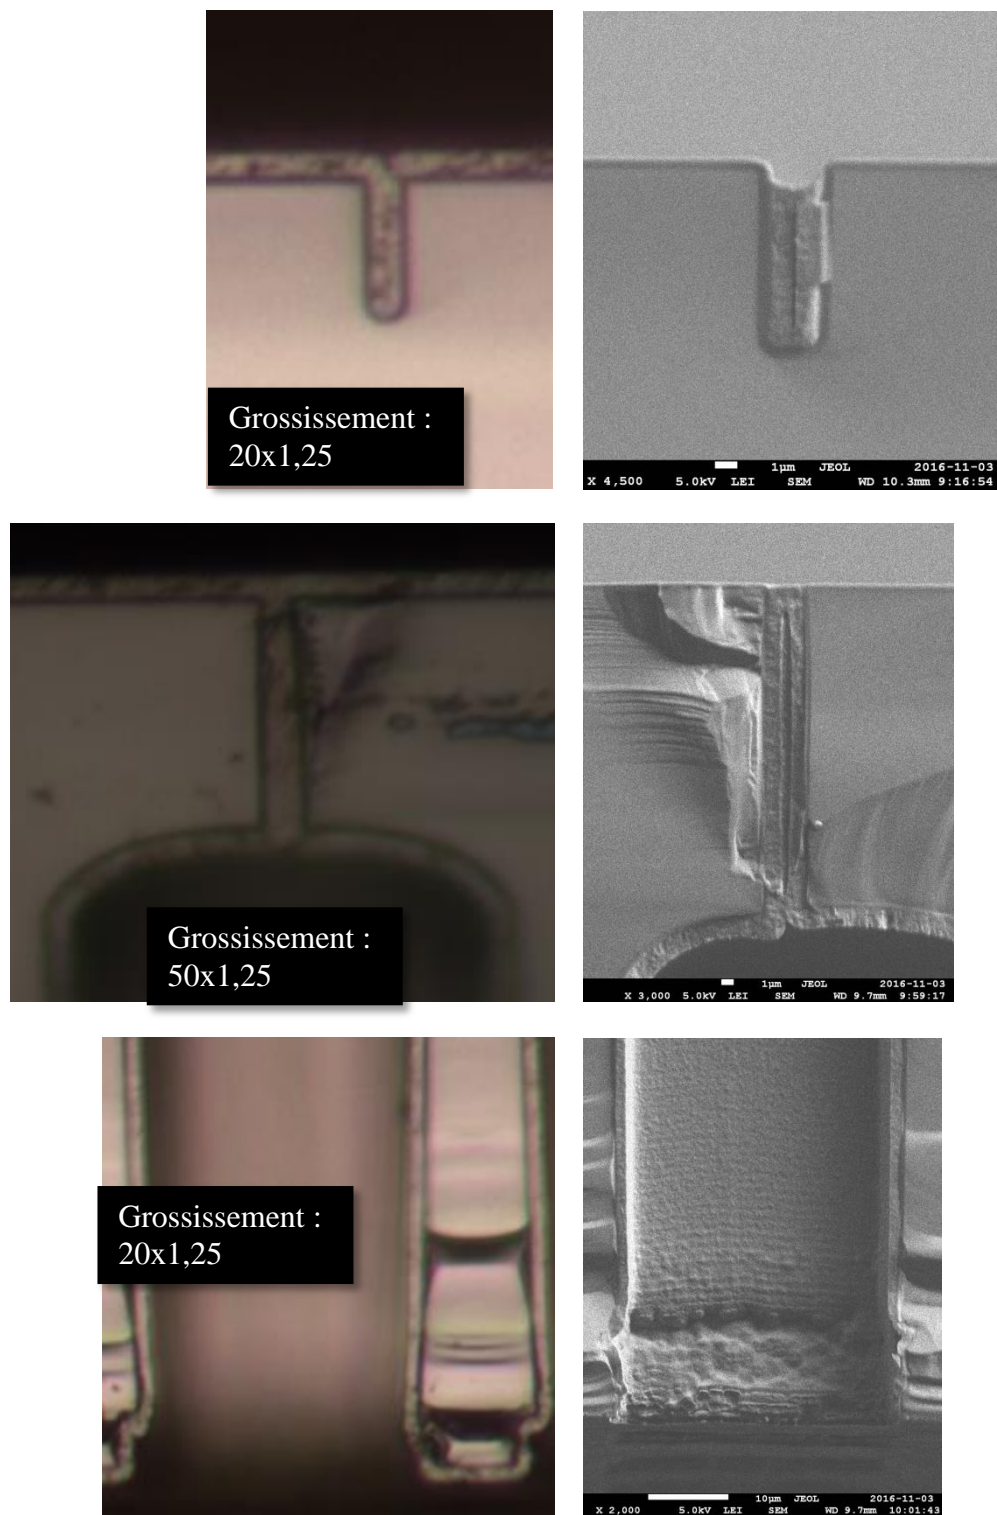 Grossissement :
20x1,25
1µm JEOL 2016-11-03
X 4,500 5.0kV LEI SEM WD 10.3mm 9:16:54
Grossissement :
50x1,25
1µm JEOL 2016-11-03
X 3,000 5.0kV LEI SEM WD 9.7mm 9:59:17
Grossissement :
20x1,25
10µm JEOL 2016-11-03
X 2,000 5.0kV LEI SEM WD 9.7mm 10:01:43